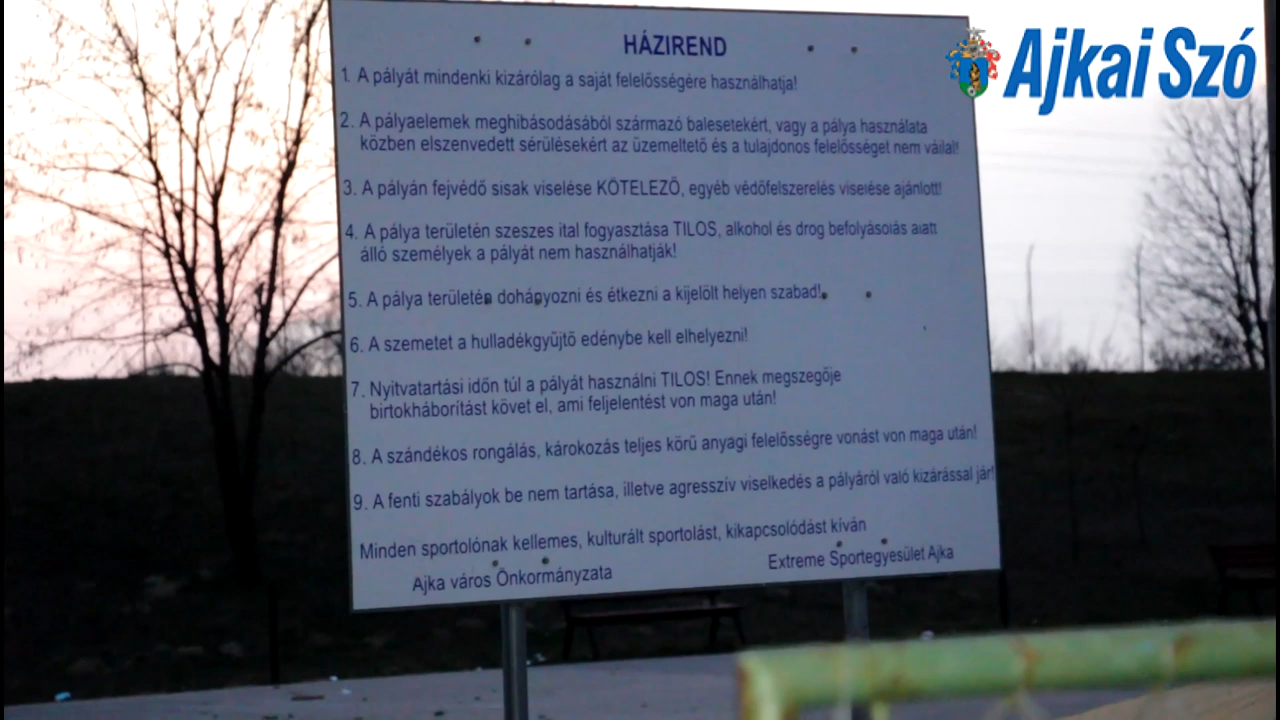 Ajkai Szó
HÁZIREND
1. A pályát mindenki kizárólag a saját felelősségére használhatja!
2. A pályaelemek meghibásodásából származó balesetekért, vagy a pálya használata
közben elszenvedett sérülésekért az üzemeltető és a tulajdonos felelősséget nem vállal!
3. A pályán fejvédő sisak viselése KÖTELEZŐ, egyéb védőfelszerelés viselése ajánlott!
4. A pálya területén szeszes ital fogyasztása TILOS, alkohol és drog befolyásolás alatt
álló személyek a pályát nem használhatják!
5. A pálya területén dohányozni és étkezni a kijelölt helyen szabad!
6. A szemetet a hulladékgyűjtő edénybe kell elhelyezni!
7. Nyitvatartási időn túl a pályát használni TILOS! Ennek megszegője
birtokháborítást követ el, ami feljelentést von maga után!
8. A szándékos rongálás, károkozás teljes körű anyagi felelősségre vonást von maga után!
9. A fenti szabályok be nem tartása, illetve agresszív viselkedés a pályáról való kizárással jár!
Minden sportolónak kellemes, kulturált sportolást, kikapcsolódást kíván
Ajka város Önkormányzata
Extreme Sportegyesület Ajka